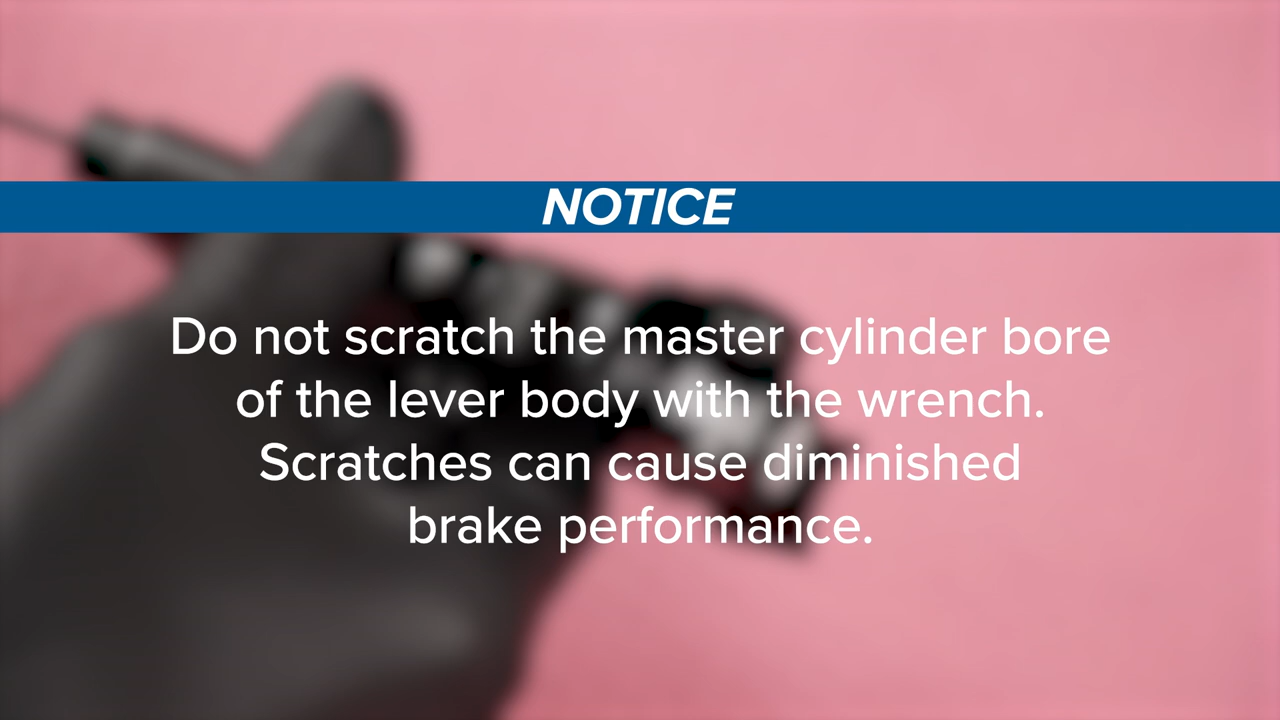 NOTICE
Do not scratch the master cylinder bore
of the lever body with the wrench.
Scratches can cause diminished
brake performance.